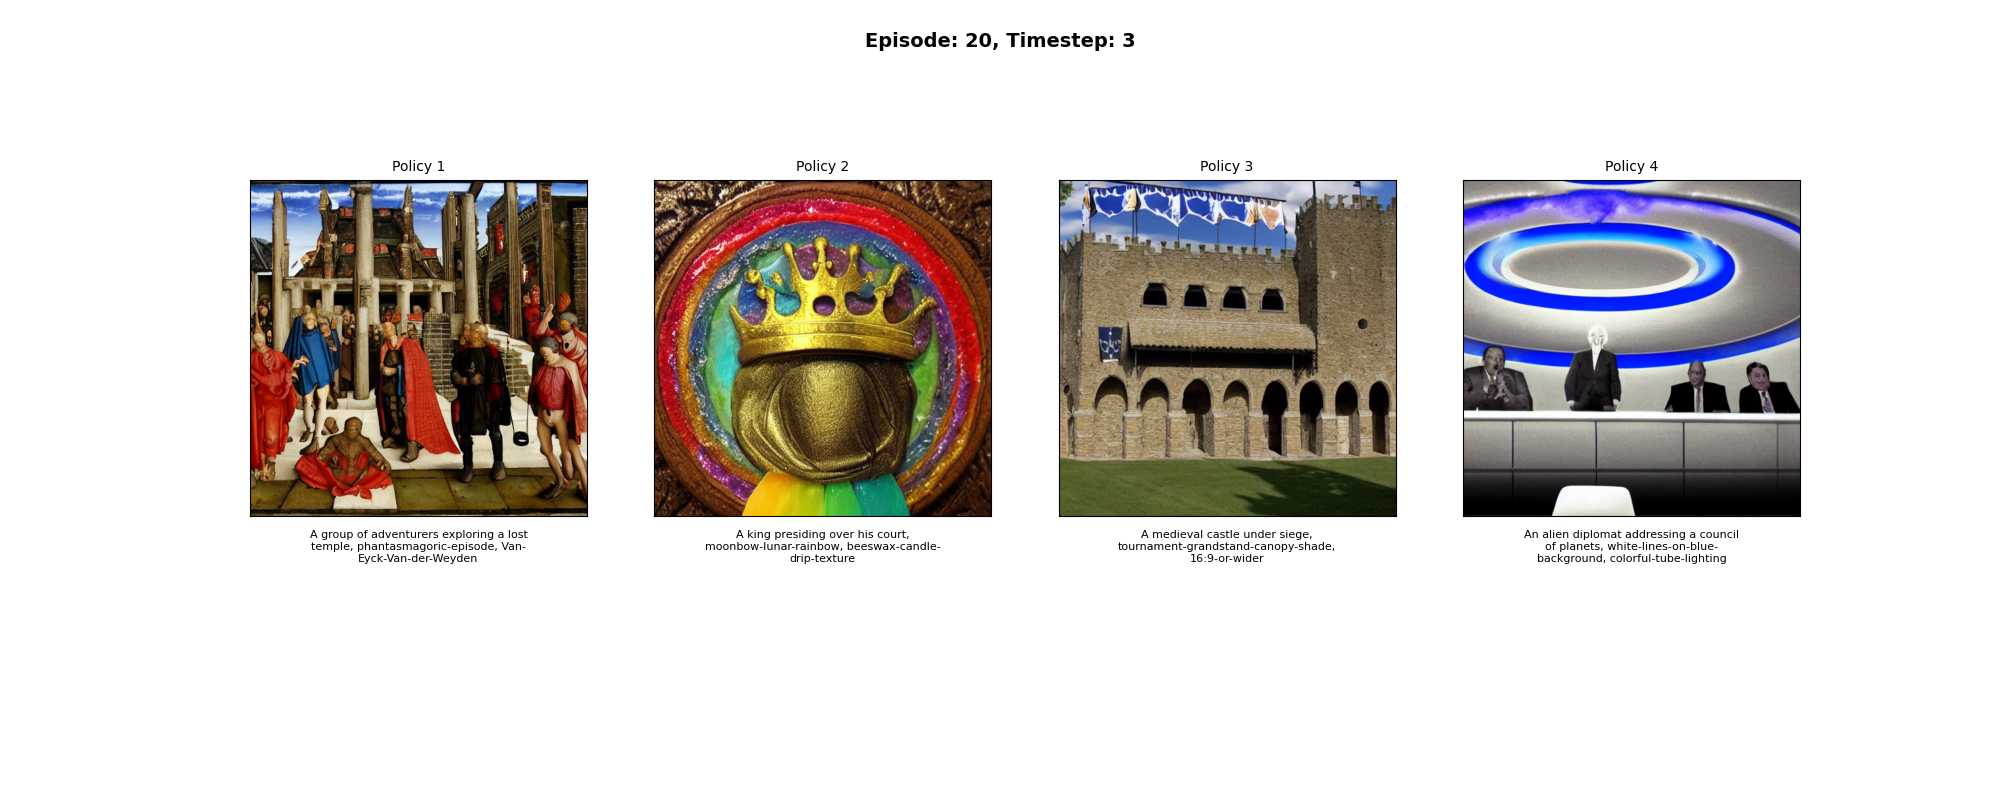 Episode: 20, Timestep: 3
Policy 1
Policy 2
Policy 3
Policy 4
A group of adventurers exploring a lost
temple, phantasmagoric-episode, Van-
Eyck-Van-der-Weyden
A king presiding over his court,
moonbow-lunar-rainbow, beeswax-candle-
drip-texture
A medieval castle under siege,
tournament-grandstand-canopy-shade,
16:9-or-wider
An alien diplomat addressing a council
of planets, white-lines-on-blue-
background, colorful-tube-lighting